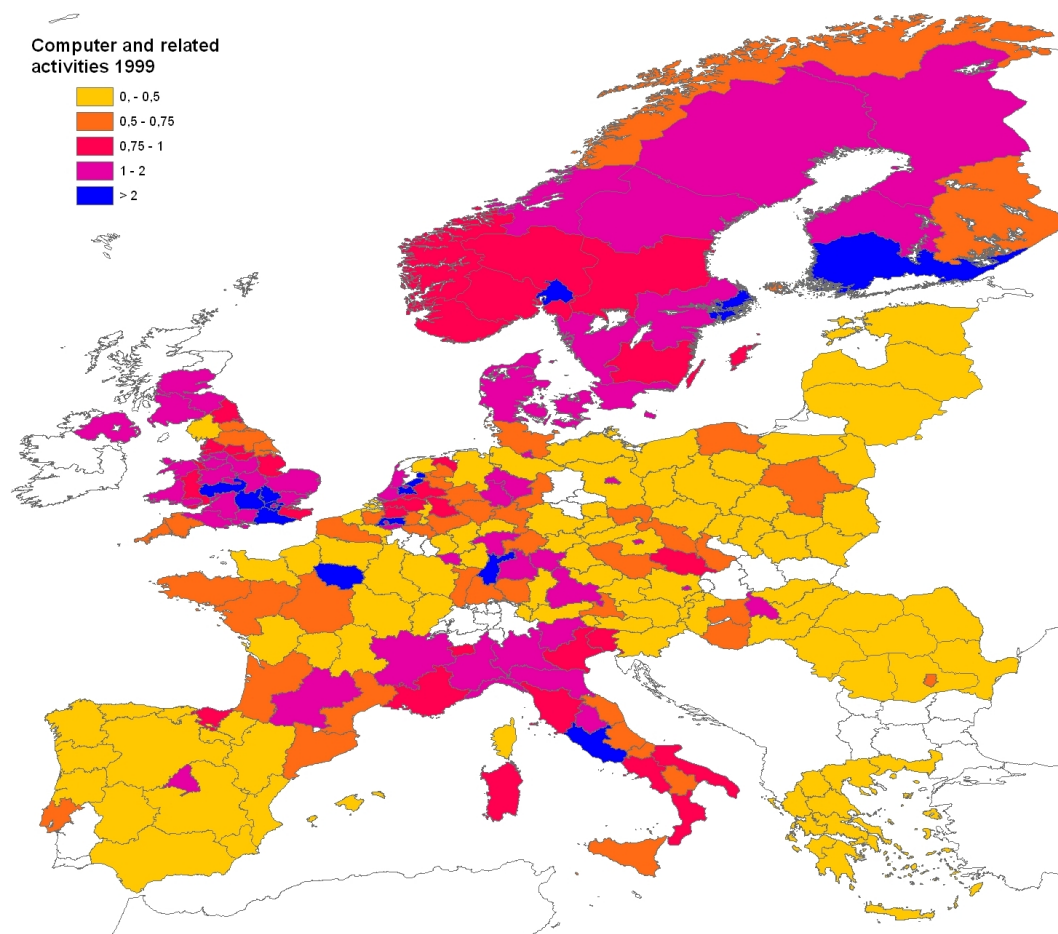 Computer and related
activities 1999
0, - 0,5
0,5 - 0,75
0,75 - 1
1 - 2
> 2